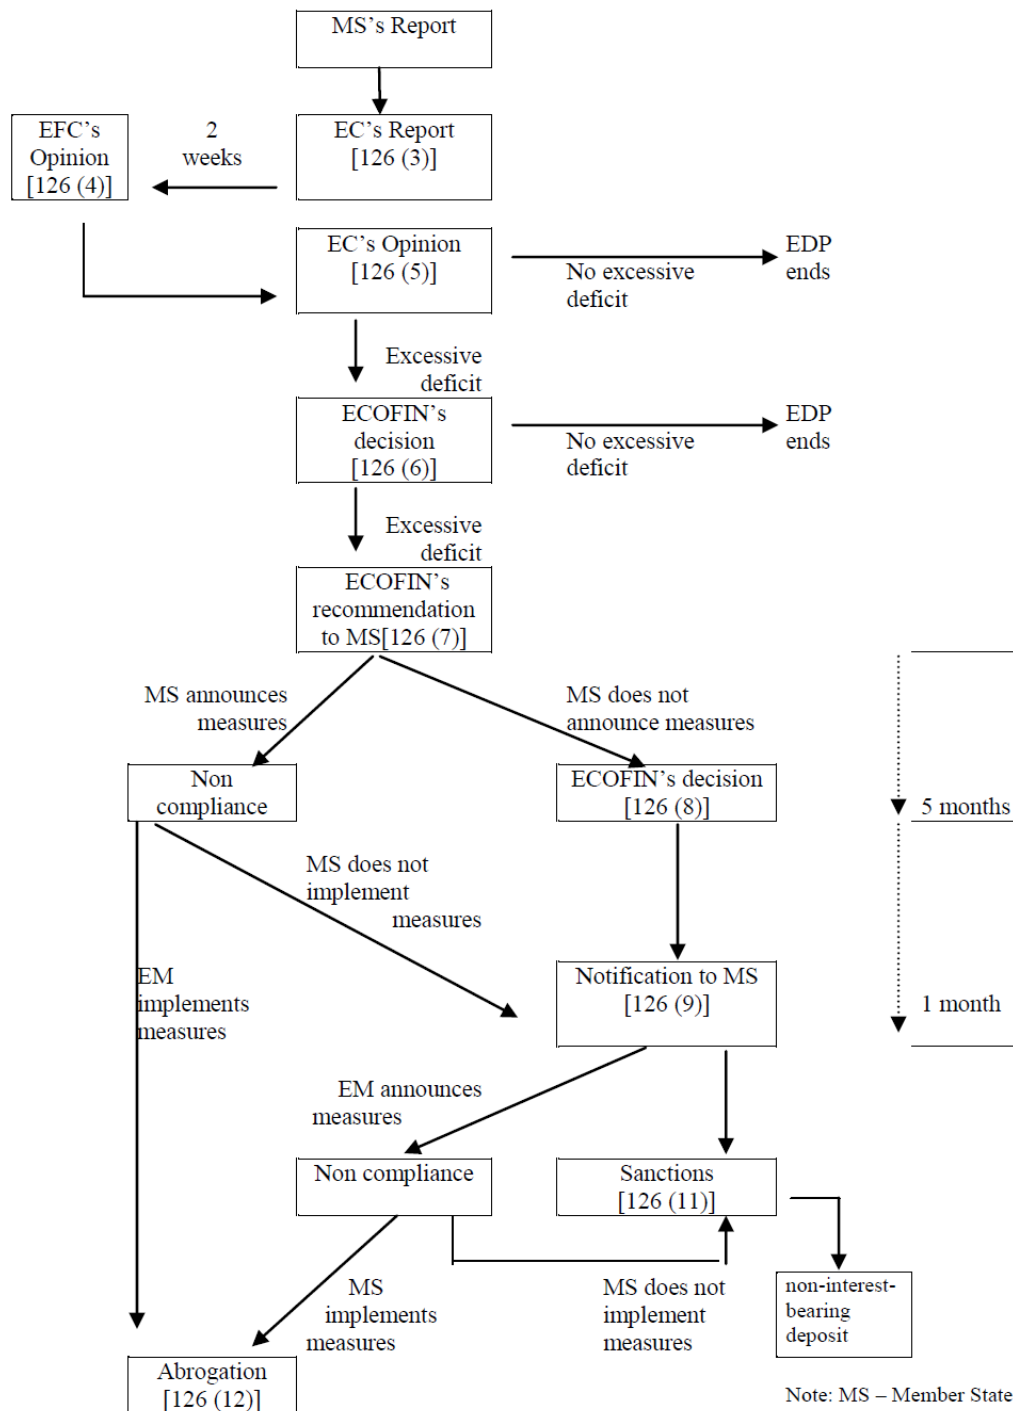 MS's Report
EC's Report
[126 (3)]
EFC's
Opinion
[126 (4)]
2
weeks
EC's Opinion
[126 (5)]
No excessive
deficit
EDP
ends
Excessive
deficit
ECOFIN's
decision
[126 (6)]
No excessive
deficit
EDP
ends
Excessive
deficit
ECOFIN's
recommendation
to MS[126 (7)]
MS announces
measures
MS does not
announce measures
Non
compliance
ECOFIN's decision
[126 (8)]
5 months
MS does not
implement
measures
EM
implements
measures
Notification to MS
[126 (9)]
1 month
EM announces
measures
Non compliance
Sanctions
[126 (11)]
MS
implements
measures
MS does not
implement
measures
non-interest-
bearing
deposit
Abrogation
[126 (12)]
Note: MS – Member State